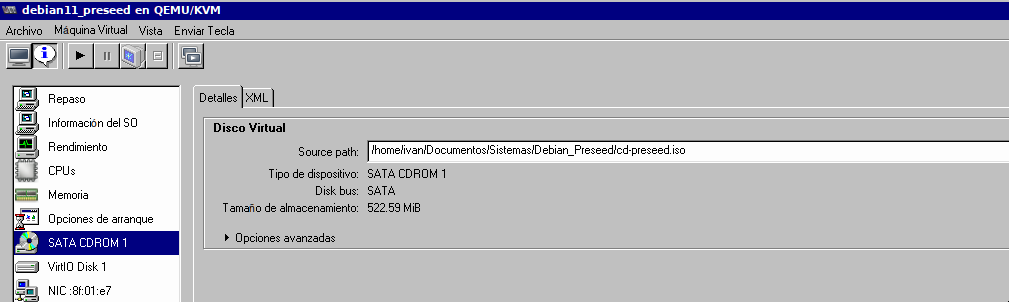 debian11_preseed en QEMU/KVM
Archivo Máquina Virtual Vista Enviar Tecla
Repaso
Información del SO
Rendimiento
CPUs
Memoria
Opciones de arranque
SATA CDROM 1
VirtIO Disk 1
NIC :8f:01:e7
Detalles XML
Disco Virtual
Source path: /home/ivan/Documentos/Sistemas/Debian_Preseed/cd-preseed.iso
Tipo de dispositivo: SATA CDROM 1
Disk bus: SATA
Tamaño de almacenamiento: 522.59 MiB
Opciones avanzadas